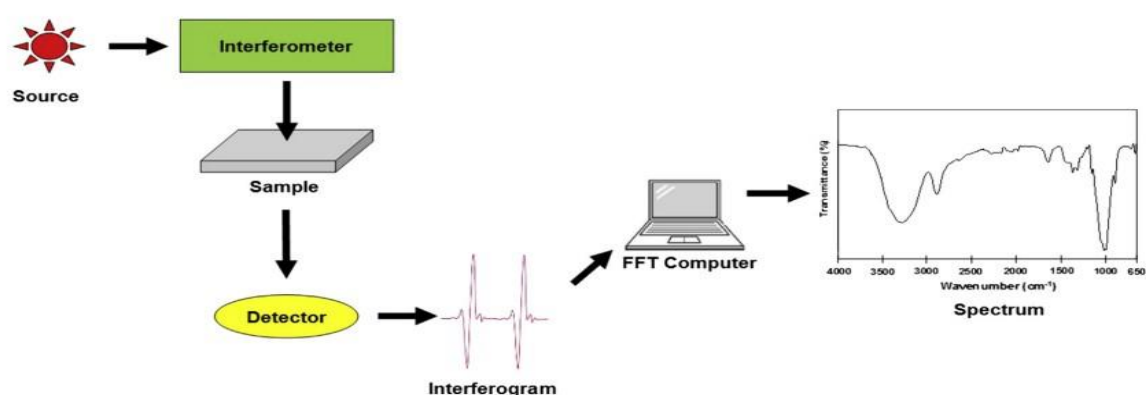 Interferometer
Source
Sample
Detector
Interferogram
FFT Computer
Transmittance (%)
4000 3500 3000 2500 2000 1500 1000 650
Wavenumber (cm⁻¹)
Spectrum